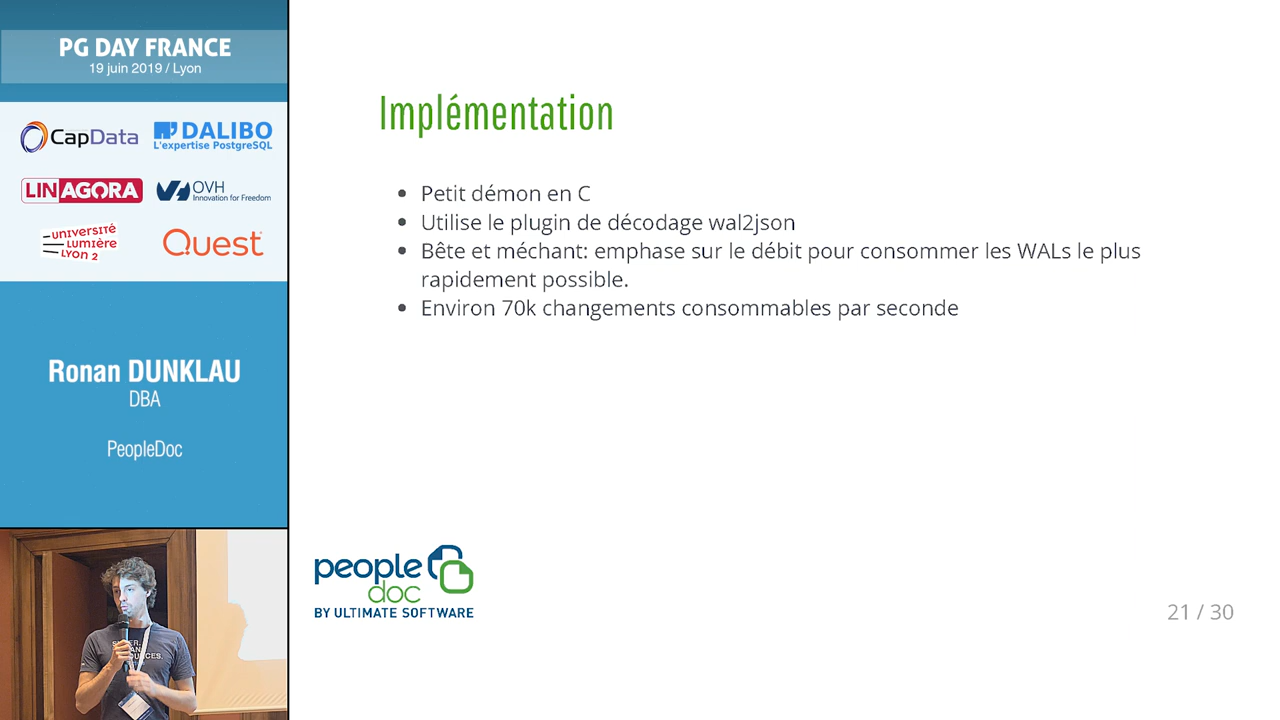 PG DAY FRANCE
19 juin 2019 / Lyon
CapData
DALIBO
L'expertise PostgreSQL
LINAGORA
OVH
Innovation for Freedom
UNIVERSITÉ
LUMIÈRE
LYON 2
Quest
Ronan DUNKLAU
DBA
PeopleDoc
Implémentation
Petit démon en C
Utilise le plugin de décodage wal2json
Bête et méchant: emphase sur le débit pour consommer les WALs le plus
rapidement possible.
Environ 70k changements consommables par seconde
people
doc
BY ULTIMATE SOFTWARE
21 / 30